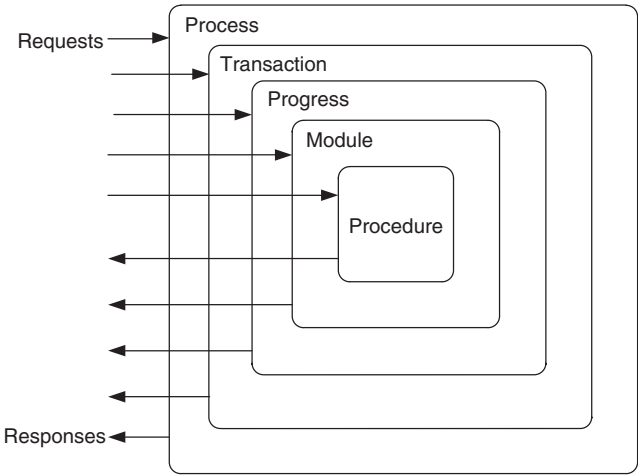 Process
Requests
Transaction
Progress
Module
Procedure
Responses